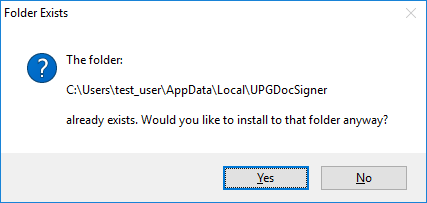 Folder Exists
The folder:
C:\Users\test_user\AppData\Local\UPGDocSigner
already exists. Would you like to install to that folder anyway?
Yes
No